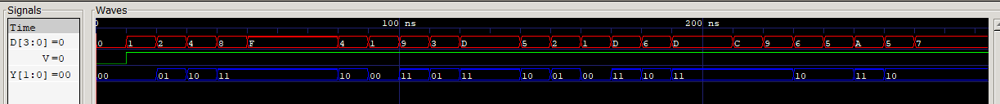 Signals
Waves
Time
0 100 ns 200 ns
D[3:0] =0 0 1 2 4 8 F 4 1 9 3 D 5 2 1 D 6 D C 9 6 5 A 5 7
V =0
Y[1:0] =00 00 01 10 11 10 00 11 01 11 10 01 00 11 10 11 10 11 10